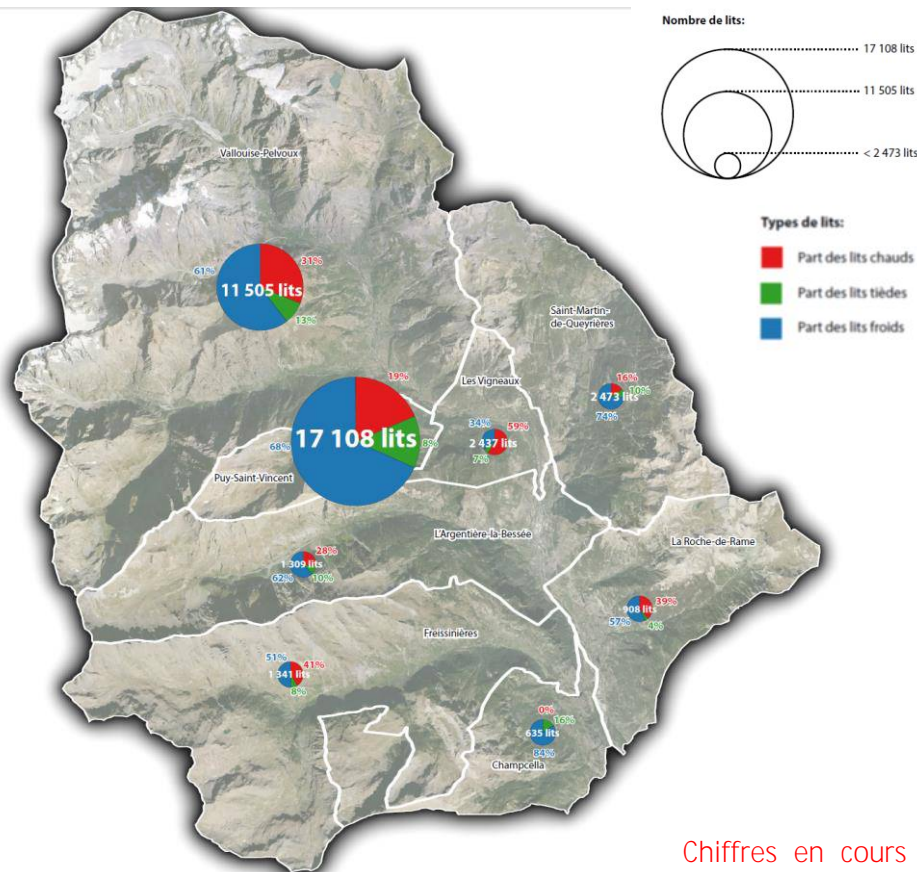 Nombre de lits:
17 108 lits
11 505 lits
< 2 473 lits
Types de lits:
Part des lits chauds
Part des lits tièdes
Part des lits froids
Vallouise-Pelvoux
61%
31%
11 505 lits
13%
Saint-Martin-
de-Queyrières
16%
10%
2 473 lits
74%
Les Vigneaux
34%
59%
2 437 lits
7%
19%
17 108 lits
8%
68%
Puy-Saint-Vincent
L'Argentière-la-Bessée
28%
1 309 lits
62%
10%
La Roche-de-Rame
39%
908 lits
57%
4%
Freissinières
51%
41%
1 341 lits
8%
0%
16%
635 lits
84%
Champcella
Chiffres en cours